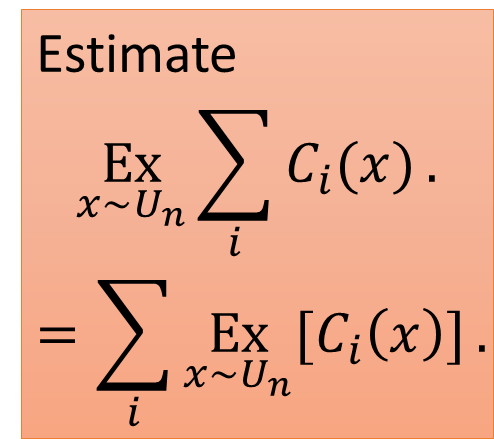 Estimate
Ex_{x~U_n} ∑_i C_i(x) .
= ∑_i Ex_{x~U_n} [C_i(x)] .